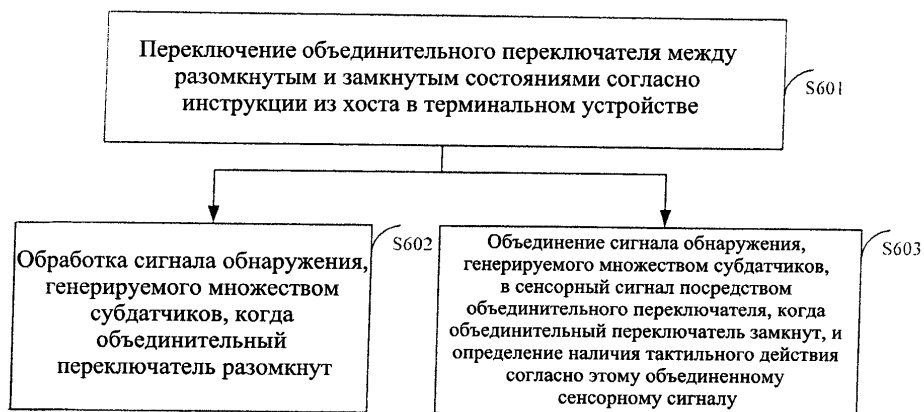 Переключение объединительного переключателя между
разомкнутым и замкнутым состояниями согласно
инструкции из хоста в терминальном устройстве
S601
Обработка сигнала обнаружения,
генерируемого множеством
субдатчиков, когда
объединительный
переключатель разомкнут
S602
Объединение сигнала обнаружения,
генерируемого множеством субдатчиков,
в сенсорный сигнал посредством
объединительного переключателя, когда
объединительный переключатель замкнут, и
определение наличия тактильного действия
согласно этому объединенному
сенсорному сигналу
S603